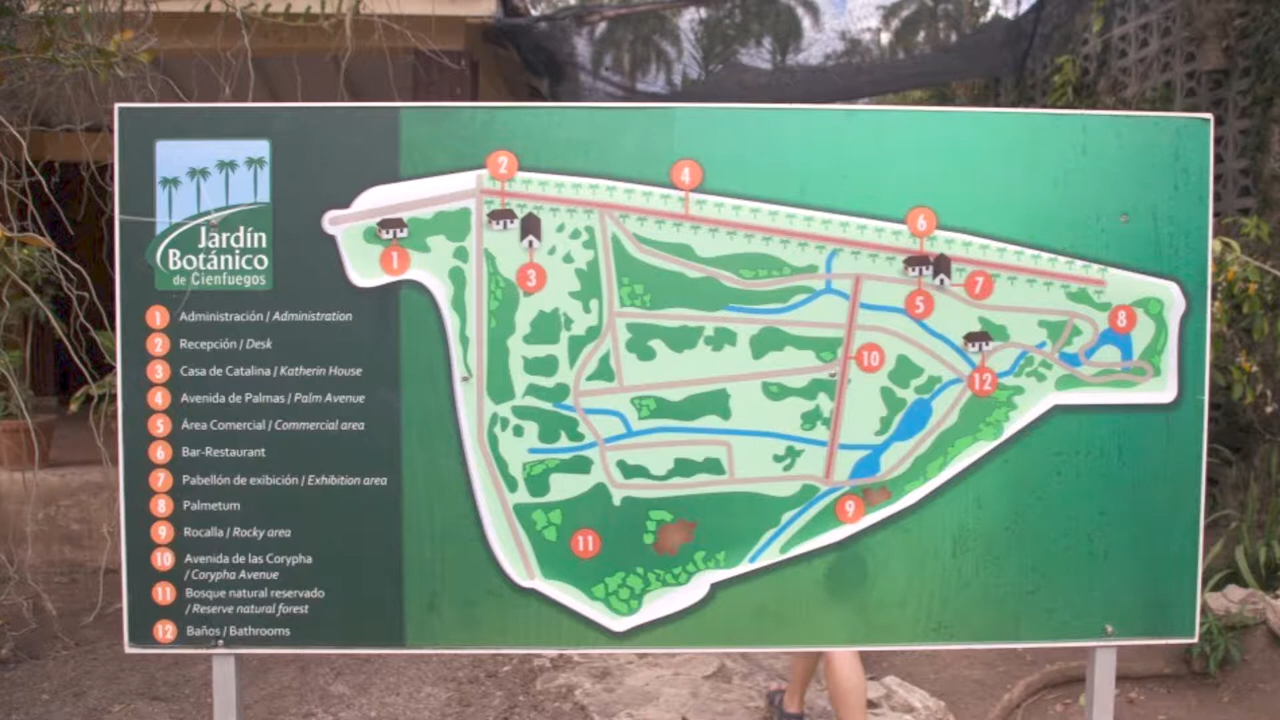 Jardín
Botánico
de Cienfuegos
1 Administración / Administration
2 Recepción / Desk
3 Casa de Catalina / Katherin House
4 Avenida de Palmas / Palm Avenue
5 Área Comercial / Commercial area
6 Bar-Restaurant
7 Pabellón de exibición / Exhibition area
8 Palmetum
9 Rocalla / Rocky area
10 Avenida de las Corypha
/ Corypha Avenue
11 Bosque natural reservado
/ Reserve natural forest
12 Baños / Bathrooms
2
4
1
3
6
5
7
8
10
12
9
11